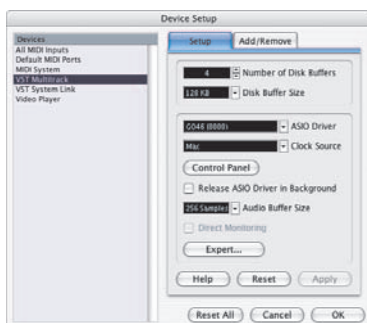 Device Setup
Devices
All MIDI Inputs
Default MIDI Ports
MIDI System
VST Multitrack
VST System Link
Video Player
Setup
Add/Remove
4 Number of Disk Buffers
128 KB Disk Buffer Size
GO46 (0000) ASIO Driver
Mac Clock Source
Control Panel
Release ASIO Driver in Background
256 Samples Audio Buffer Size
Direct Monitoring
Expert...
Help Reset Apply
Reset All Cancel OK